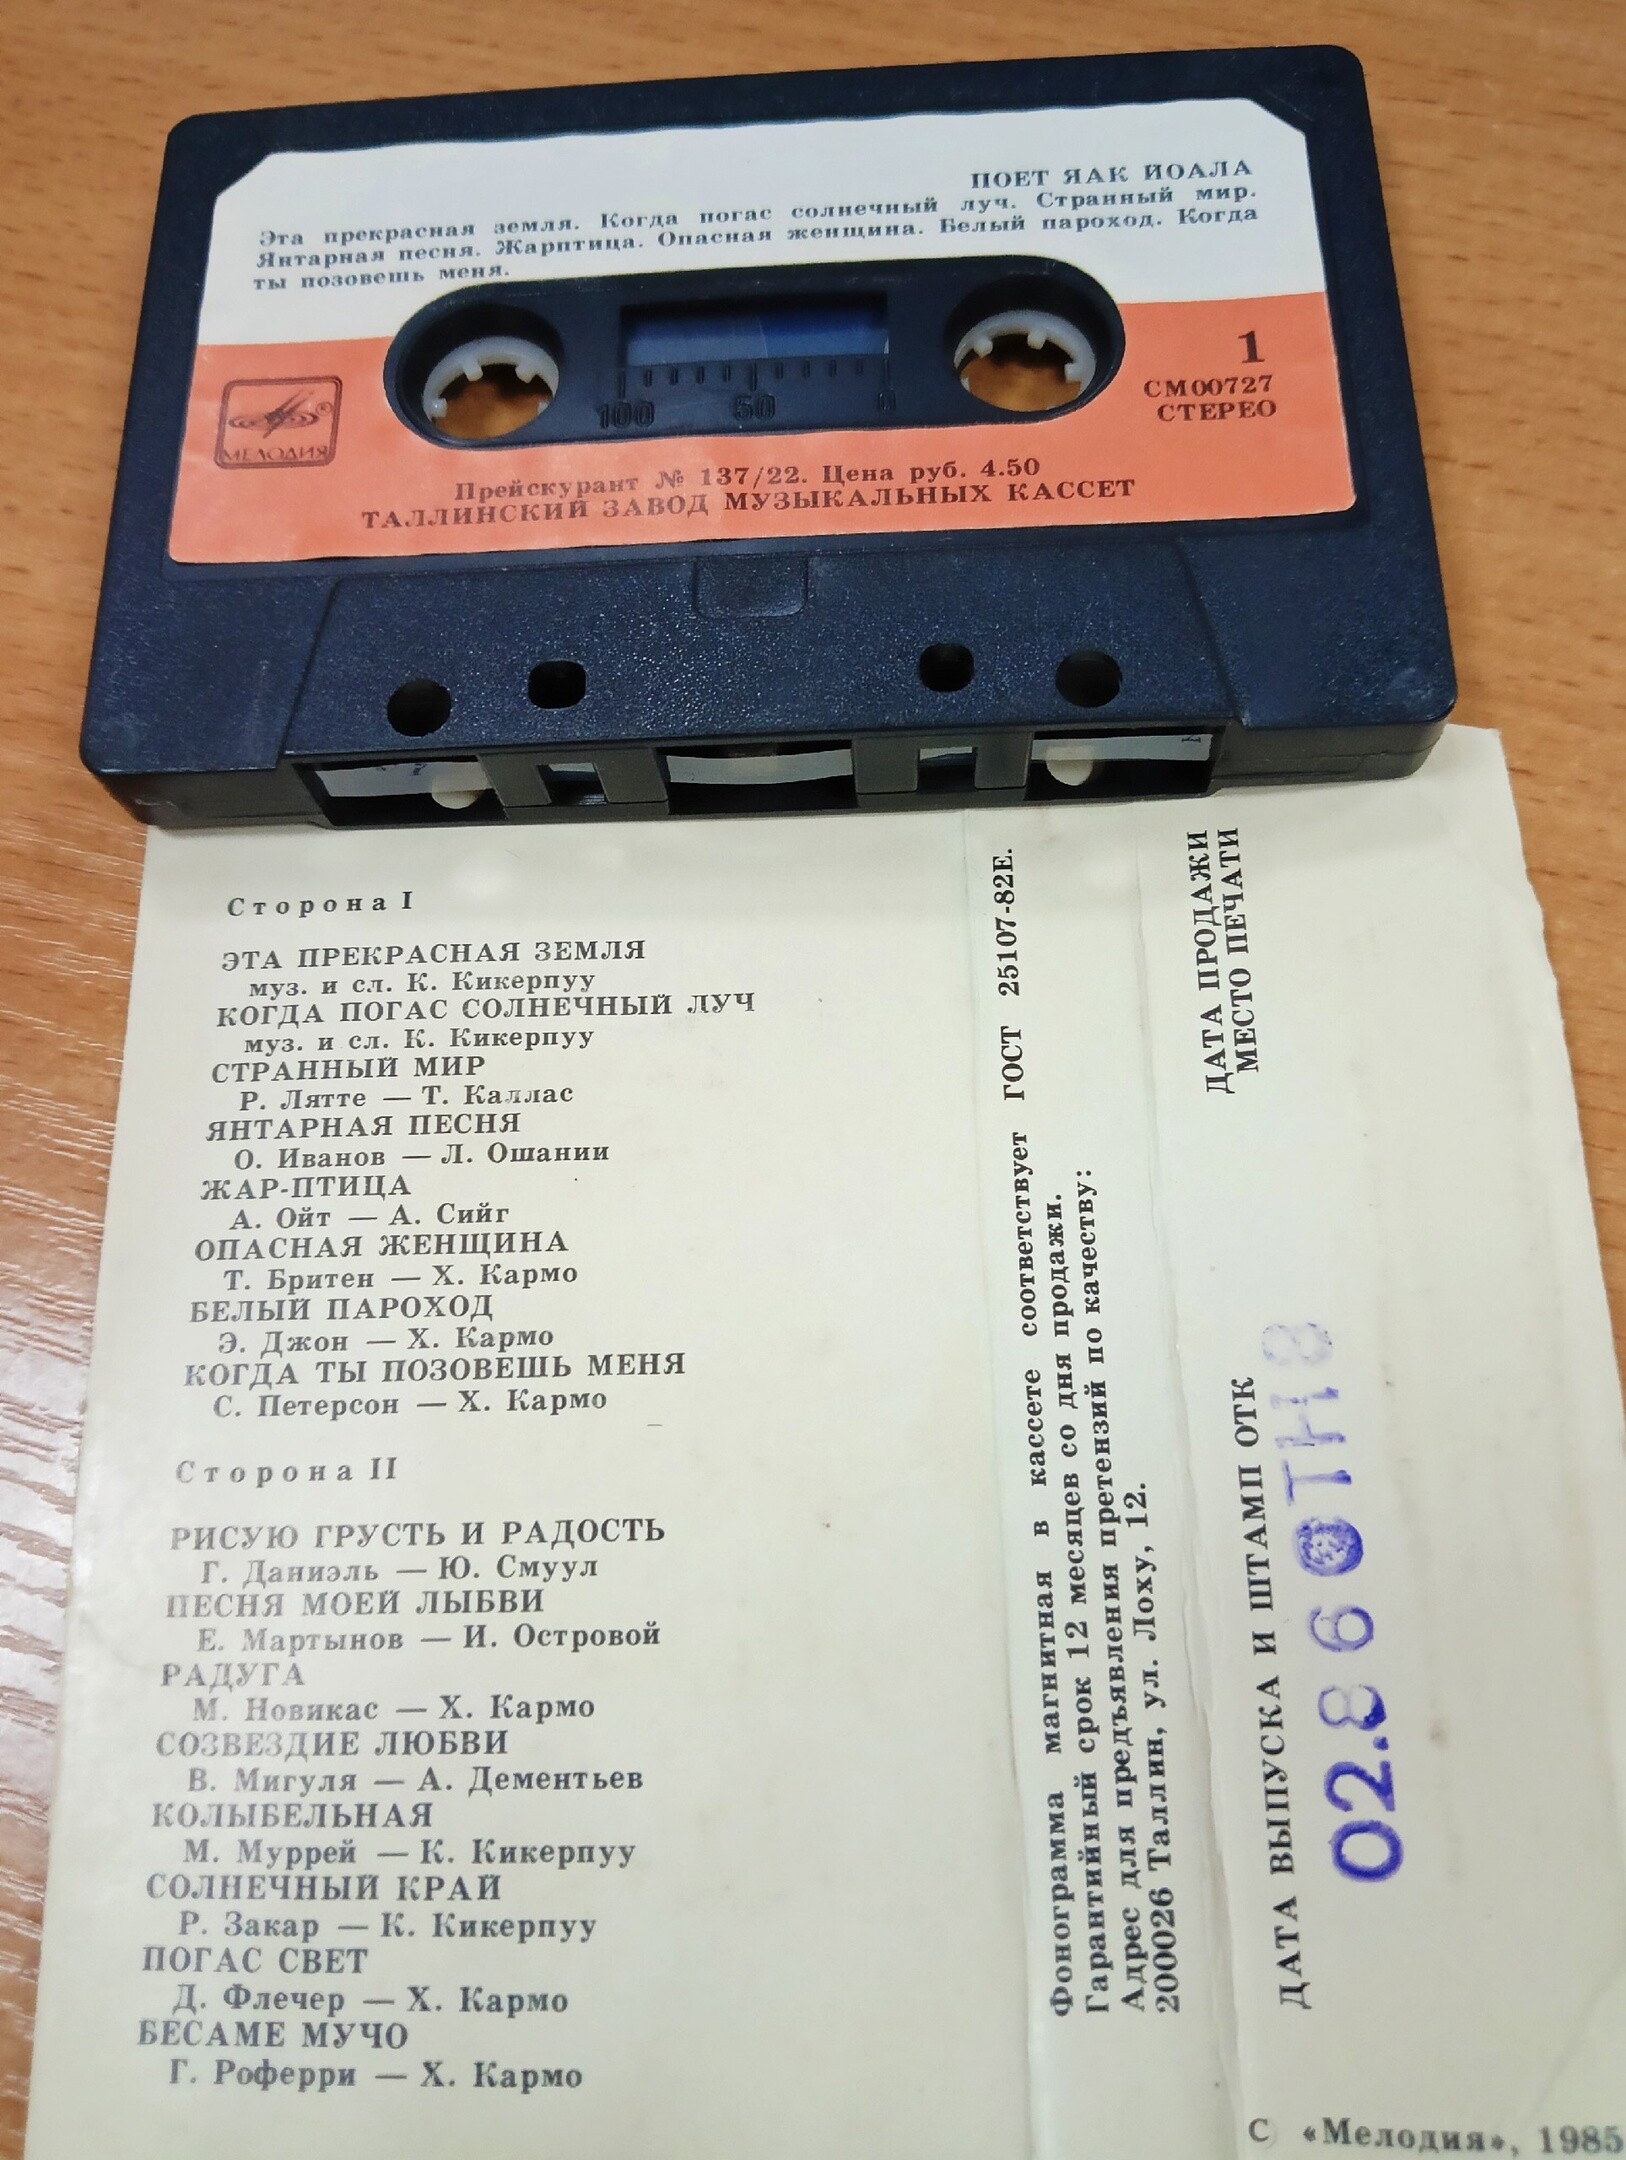 ПОЕТ ЯАК ЙОАЛА
Эта прекрасная земля. Когда погас солнечный луч. Странный мир.
Янтарная песня. Жарптица. Опасная женщина. Белый пароход. Когда
ты позовешь меня.
100 50 0
1
СМ00727
СТЕРЕО
МЕЛОДИЯ
Прейскурант № 137/22. Цена руб. 4.50
ТАЛЛИНСКИЙ ЗАВОД МУЗЫКАЛЬНЫХ КАССЕТ
Сторона I
ЭТА ПРЕКРАСНАЯ ЗЕМЛЯ
муз. и сл. К. Кикерпуу
КОГДА ПОГАС СОЛНЕЧНЫЙ ЛУЧ
муз. и сл. К. Кикерпуу
СТРАННЫЙ МИР
Р. Лятте — Т. Каллас
ЯНТАРНАЯ ПЕСНЯ
О. Иванов — Л. Ошании
ЖАР-ПТИЦА
А. Ойт — А. Сийг
ОПАСНАЯ ЖЕНЩИНА
Т. Бритен — Х. Кармо
БЕЛЫЙ ПАРОХОД
Э. Джон — Х. Кармо
КОГДА ТЫ ПОЗОВЕШЬ МЕНЯ
С. Петерсон — Х. Кармо
Сторона II
РИСУЮ ГРУСТЬ И РАДОСТЬ
Г. Даниэль — Ю. Смуул
ПЕСНЯ МОЕЙ ЛЫБВИ
Е. Мартынов — И. Островой
РАДУГА
М. Новикас — Х. Кармо
СОЗВЕЗДИЕ ЛЮБВИ
В. Мигуля — А. Дементьев
КОЛЫБЕЛЬНАЯ
М. Муррей — К. Кикерпуу
СОЛНЕЧНЫЙ КРАЙ
Р. Закар — К. Кикерпуу
ПОГАС СВЕТ
Д. Флечер — Х. Кармо
БЕСАМЕ МУЧО
Г. Роферри — Х. Кармо
Фонограмма магнитная в кассете соответствует ГОСТ 25107-82Е.
Гарантийный срок 12 месяцев со дня продажи.
Адрес для предъявления претензий по качеству:
200026 Таллин, ул. Лоху, 12.
ДАТА ПРОДАЖИ
МЕСТО ПЕЧАТИ
ДАТА ВЫПУСКА И ШТАМП ОТК
02.86 ТН8
С «Мелодия», 1985